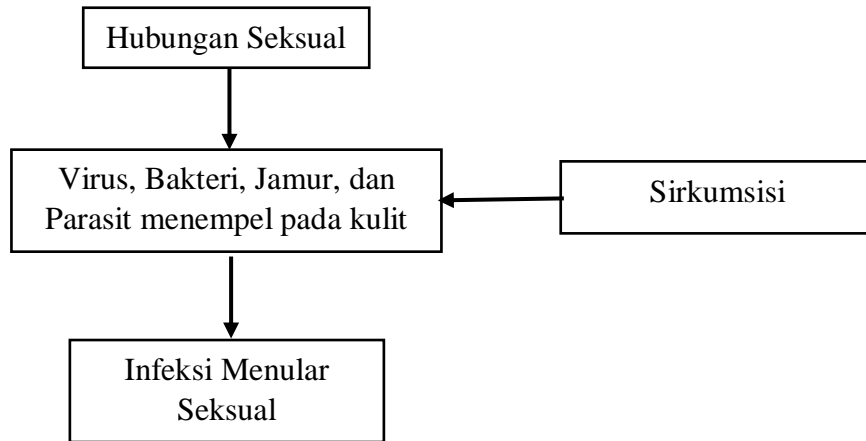 Hubungan Seksual
Virus, Bakteri, Jamur, dan
Parasit menempel pada kulit
Sirkumsisi
Infeksi Menular
Seksual